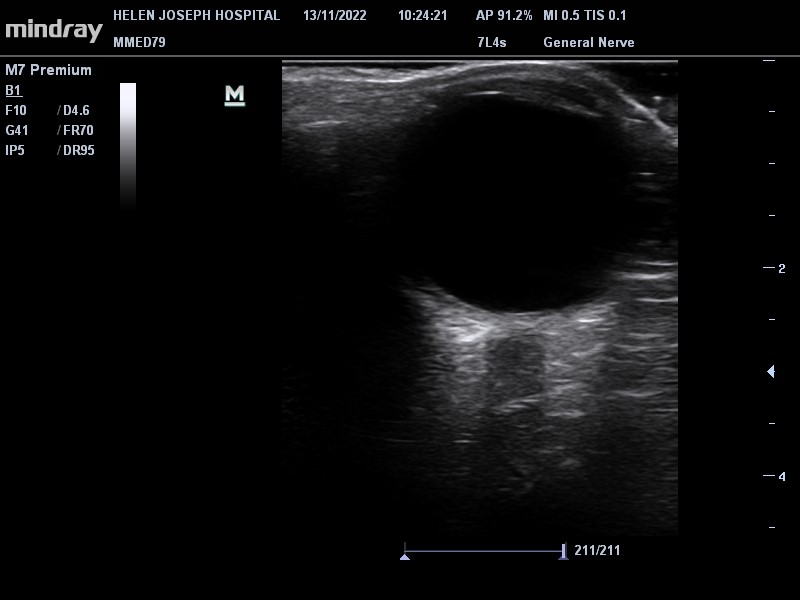 mindray
HELEN JOSEPH HOSPITAL 13/11/2022 10:24:21 AP 91.2% MI 0.5 TIS 0.1
MMED79 7L4s General Nerve
M7 Premium
B1
F10 / D4.6
G41 / FR70
IP5 / DR95
M
2
4
211/211